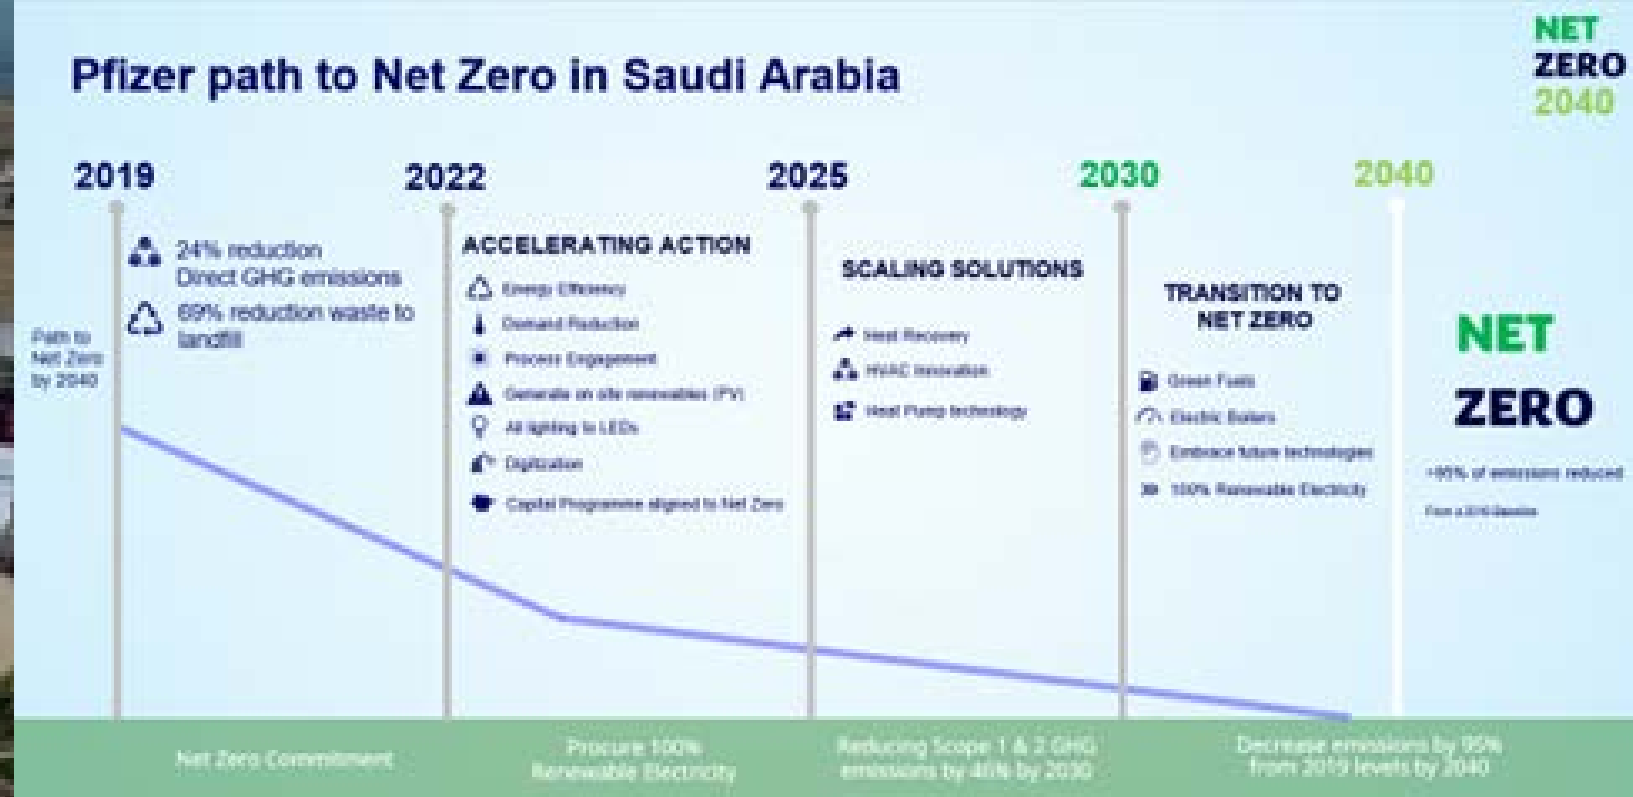 Pfizer path to Net Zero in Saudi Arabia
NET
ZERO
2040
2019
2022
2025
2030
2040
Path to
Net Zero
by 2040
24% reduction
Direct GHG emissions
69% reduction waste to
landfill
ACCELERATING ACTION
Energy Efficiency
Demand Reduction
Process Engagement
Generate on site renewables (PV)
All lighting to LEDs
Digitization
Capital Programme aligned to Net Zero
SCALING SOLUTIONS
Heat Recovery
HVAC Innovation
Heat Pump technology
TRANSITION TO
NET ZERO
Green Fuels
Electric Boilers
Embrace future technologies
100% Renewable Electricity
NET
ZERO
of emissions reduced
From a baseline
Net Zero Commitment
Procure 100%
Renewable Electricity
Reducing Scope 1 & 2 GHG
emissions by 46% by 2030
Decrease emissions by 95%
from 2019 levels by 2040